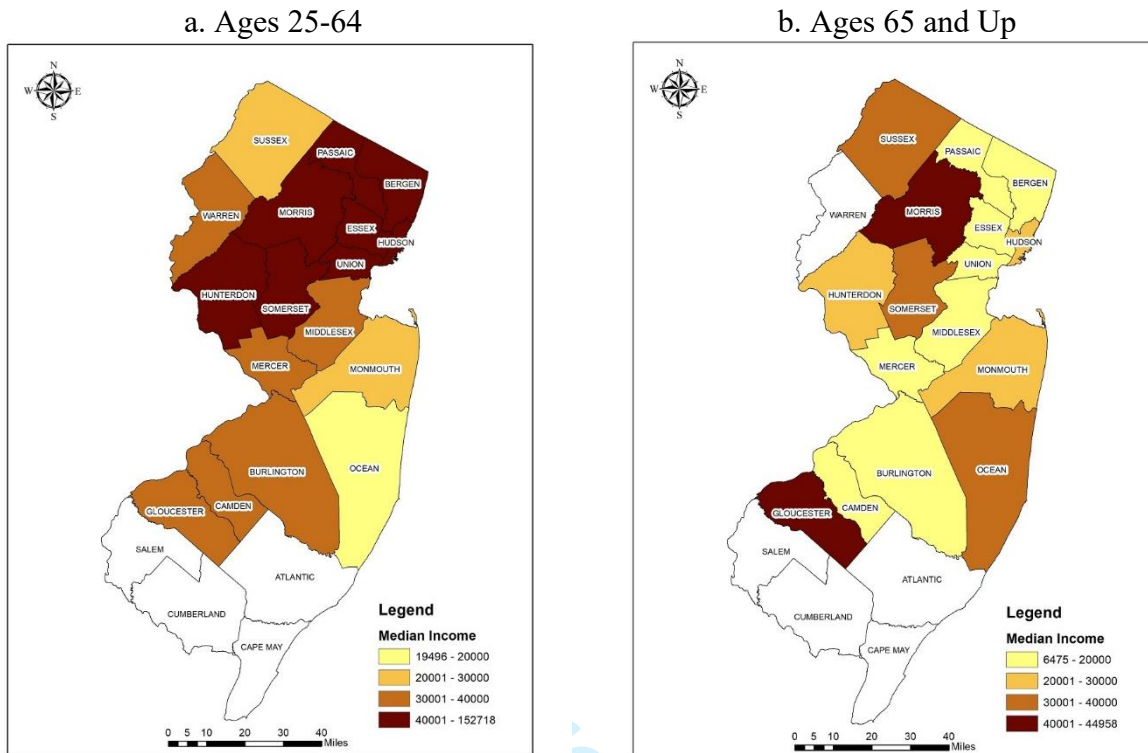 a. Ages 25-64
N
W E
S
SUSSEX
PASSAIC
BERGEN
WARREN
MORRIS
ESSEX
HUDSON
UNION
HUNTERDON
SOMERSET
MIDDLESEX
MERCER
MONMOUTH
OCEAN
BURLINGTON
CAMDEN
GLOUCESTER
SALEM
ATLANTIC
CUMBERLAND
CAPE MAY
Legend
Median Income
19496 - 20000
20001 - 30000
30001 - 40000
40001 - 152718
0 5 10 20 30 40
Miles
b. Ages 65 and Up
N
W E
S
SUSSEX
PASSAIC
BERGEN
WARREN
MORRIS
ESSEX
HUDSON
UNION
HUNTERDON
SOMERSET
MIDDLESEX
MERCER
MONMOUTH
OCEAN
BURLINGTON
CAMDEN
GLOUCESTER
SALEM
ATLANTIC
CUMBERLAND
CAPE MAY
Legend
Median Income
6475 - 20000
20001 - 30000
30001 - 40000
40001 - 44958
0 5 10 20 30 40
Miles